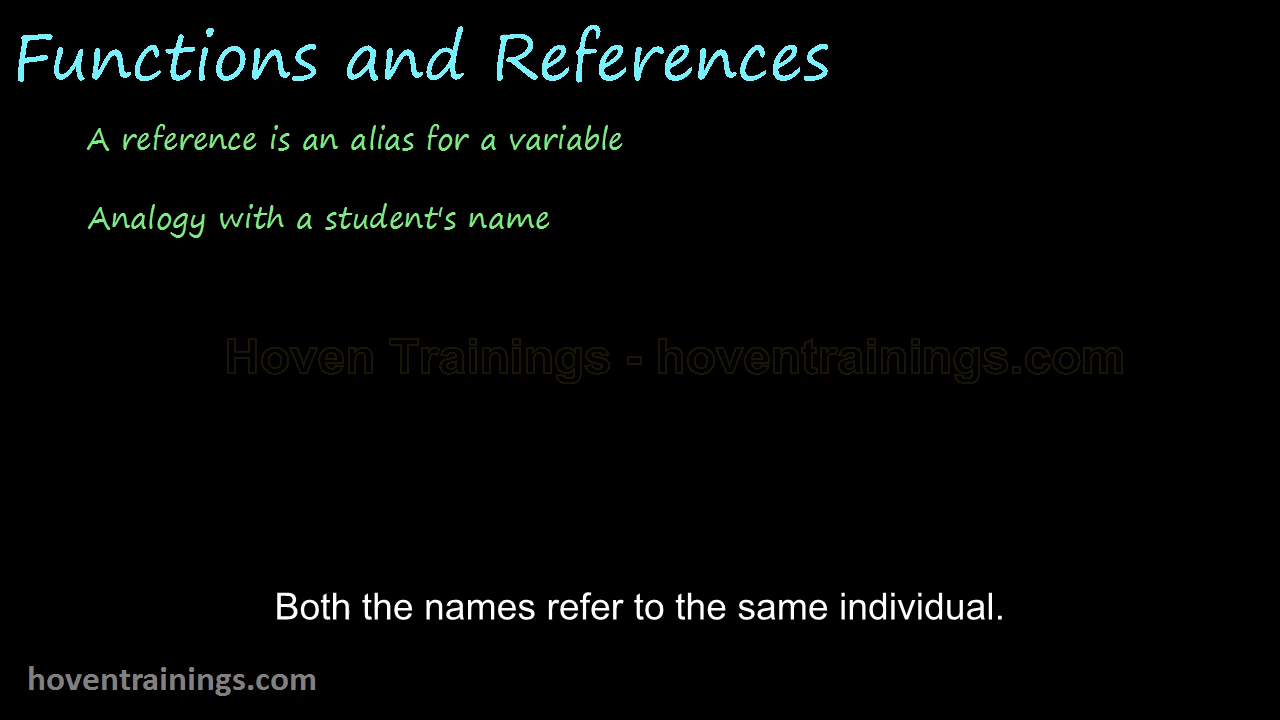 Functions and References
A reference is an alias for a variable
Analogy with a student's name
Hoven Trainings - hoventrainings.com
Both the names refer to the same individual.
hoventrainings.com